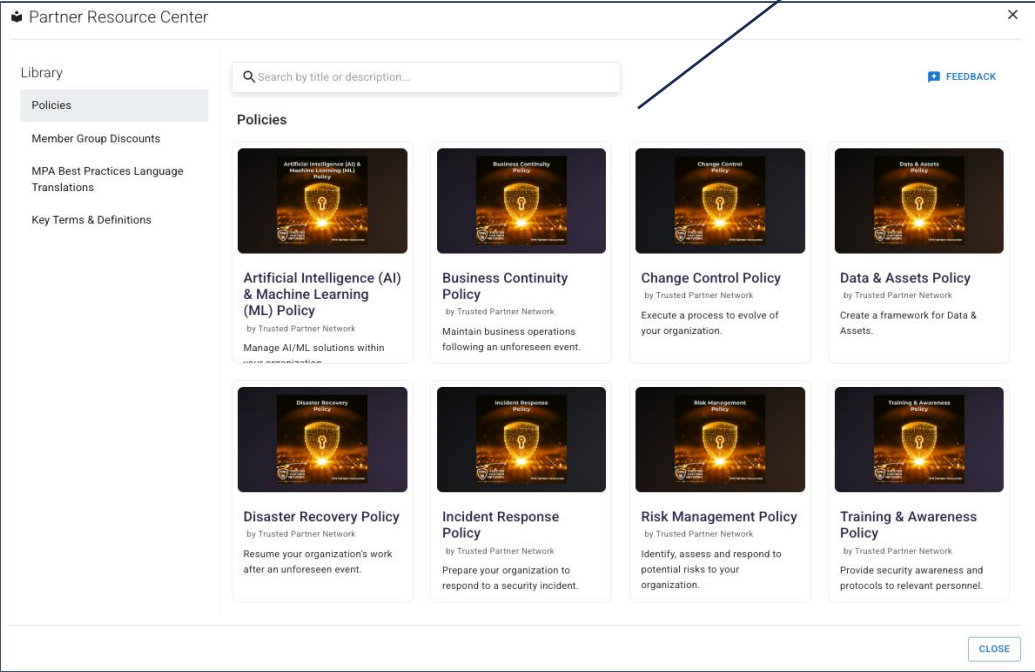 Partner Resource Center
Library
Policies
Member Group Discounts
MPA Best Practices Language
Translations
Key Terms & Definitions
Search by title or description...
FEEDBACK
Policies
Artificial Intelligence (AI) &
Machine Learning (ML)
Policy
Artificial Intelligence (AI)
& Machine Learning
(ML) Policy
by Trusted Partner Network
Manage AI/ML solutions within
your organization
Business Continuity
Policy
Business Continuity
Policy
by Trusted Partner Network
Maintain business operations
following an unforeseen event.
Change Control
Policy
Change Control Policy
by Trusted Partner Network
Execute a process to evolve of
your organization.
Data & Assets
Policy
Data & Assets Policy
by Trusted Partner Network
Create a framework for Data &
Assets.
Disaster Recovery
Policy
Disaster Recovery Policy
by Trusted Partner Network
Resume your organization's work
after an unforeseen event.
Incident Response
Policy
Incident Response
Policy
by Trusted Partner Network
Prepare your organization to
respond to a security incident.
Risk Management
Policy
Risk Management Policy
by Trusted Partner Network
Identify, assess and respond to
potential risks to your
organization.
Training & Awareness
Policy
Training & Awareness
Policy
by Trusted Partner Network
Provide security awareness and
protocols to relevant personnel.
CLOSE